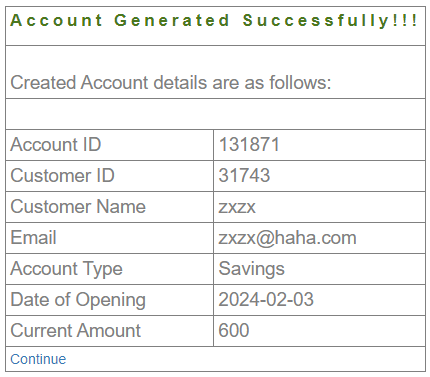 Account Generated Successfully!!!
Created Account details are as follows:
Account ID 131871
Customer ID 31743
Customer Name zxzx
Email zxzx@haha.com
Account Type Savings
Date of Opening 2024-02-03
Current Amount 600
Continue